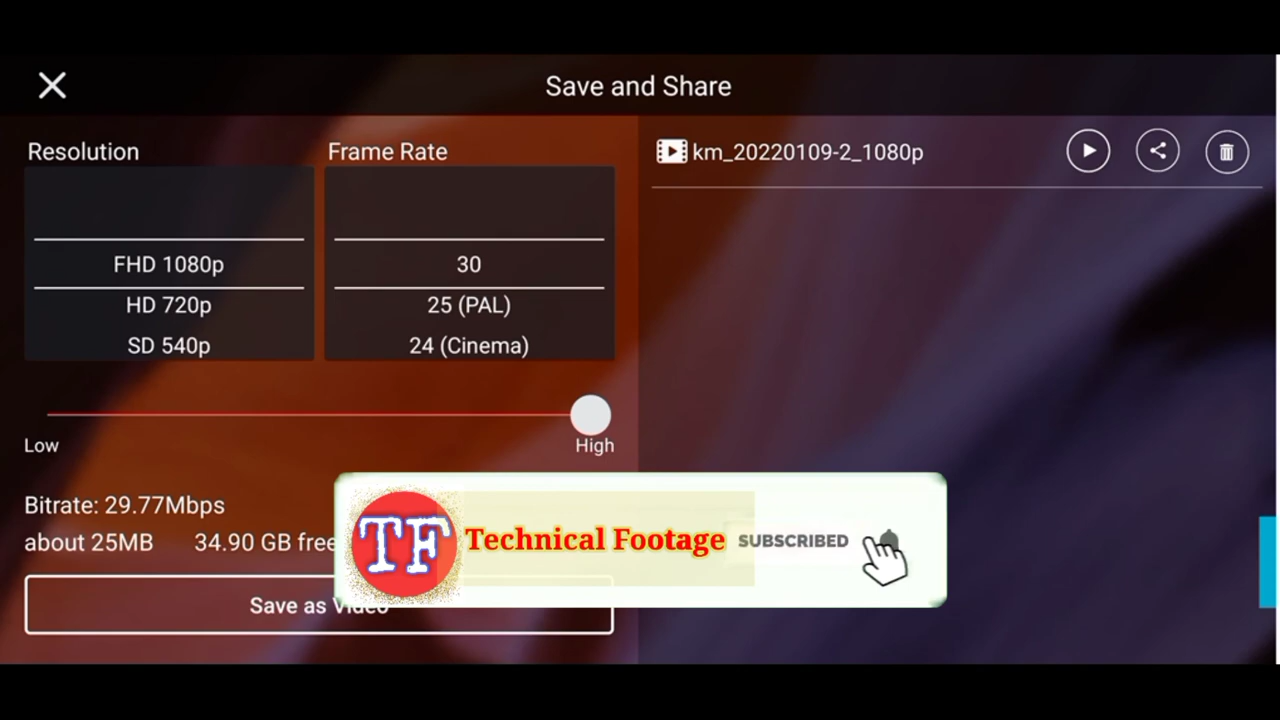 Save and Share
Resolution
Frame Rate
FHD 1080p
HD 720p
SD 540p
30
25 (PAL)
24 (Cinema)
Low
High
Bitrate: 29.77Mbps
about 25MB 34.90 GB free
Save as Video
km_20220109-2_1080p
TF
Technical Footage
SUBSCRIBED